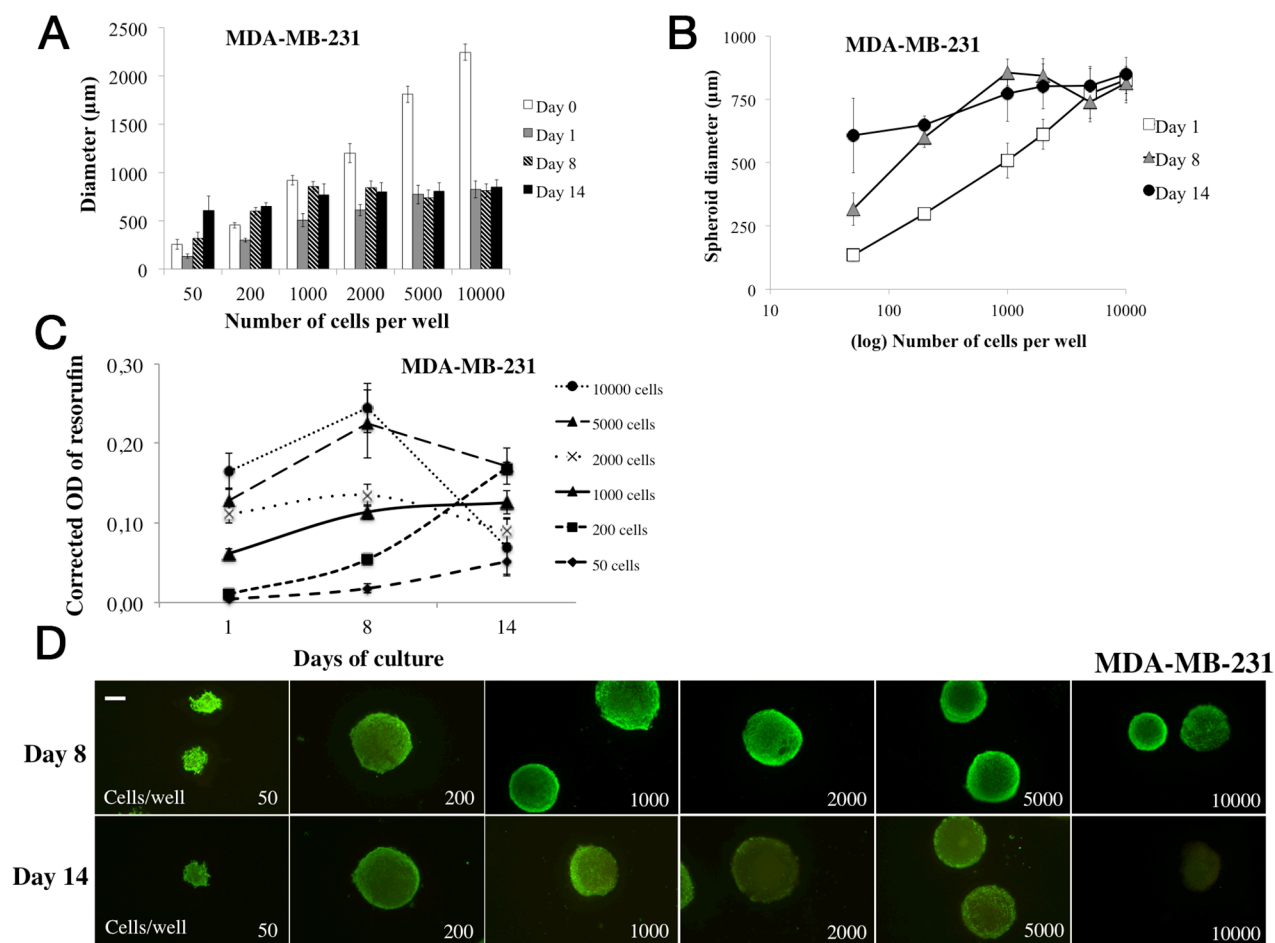 A
MDA-MB-231
2500
2000
1500
1000
500
0
Diameter (µm)
50 200 1000 2000 5000 10000
Number of cells per well
Day 0
Day 1
Day 8
Day 14
B
MDA-MB-231
1000
750
500
250
0
Spheroid diameter (µm)
10 100 1000 10000
(log) Number of cells per well
Day 1
Day 8
Day 14
C
MDA-MB-231
0,30
0,20
0,10
0,00
Corrected OD of resorufin
1 8 14
Days of culture
10000 cells
5000 cells
2000 cells
1000 cells
200 cells
50 cells
D
MDA-MB-231
Day 8
Cells/well 50 200 1000 2000 5000 10000
Day 14
Cells/well 50 200 1000 2000 5000 10000